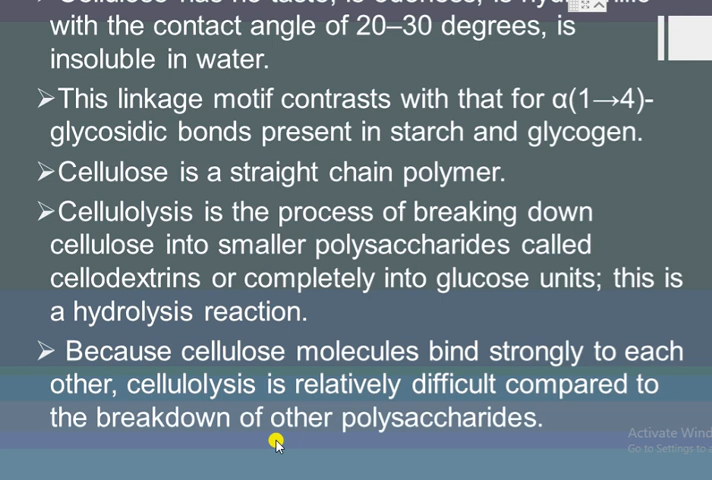 with the contact angle of 20–30 degrees, is
insoluble in water.
➢This linkage motif contrasts with that for α(1→4)-
glycosidic bonds present in starch and glycogen.
➢Cellulose is a straight chain polymer.
➢Cellulolysis is the process of breaking down
cellulose into smaller polysaccharides called
cellodextrins or completely into glucose units; this is
a hydrolysis reaction.
➢ Because cellulose molecules bind strongly to each
other, cellulolysis is relatively difficult compared to
the breakdown of other polysaccharides.
Activate Wind
Go to Settings to a